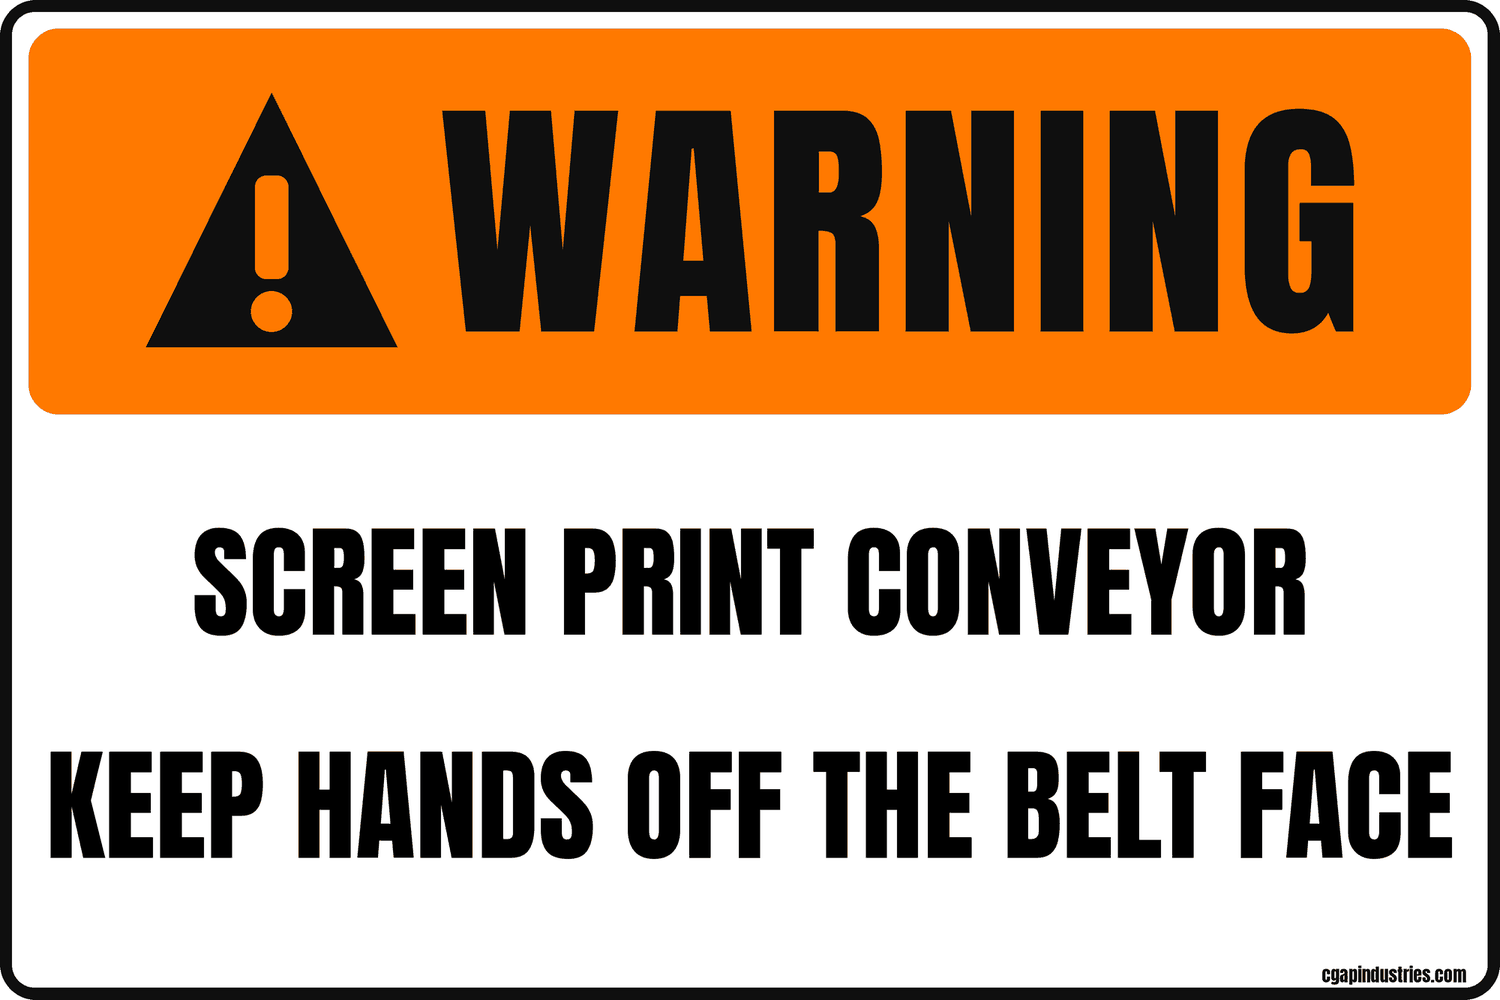 WARNING
SCREEN PRINT CONVEYOR
KEEP HANDS OFF THE BELT FACE
cgapindustries.com